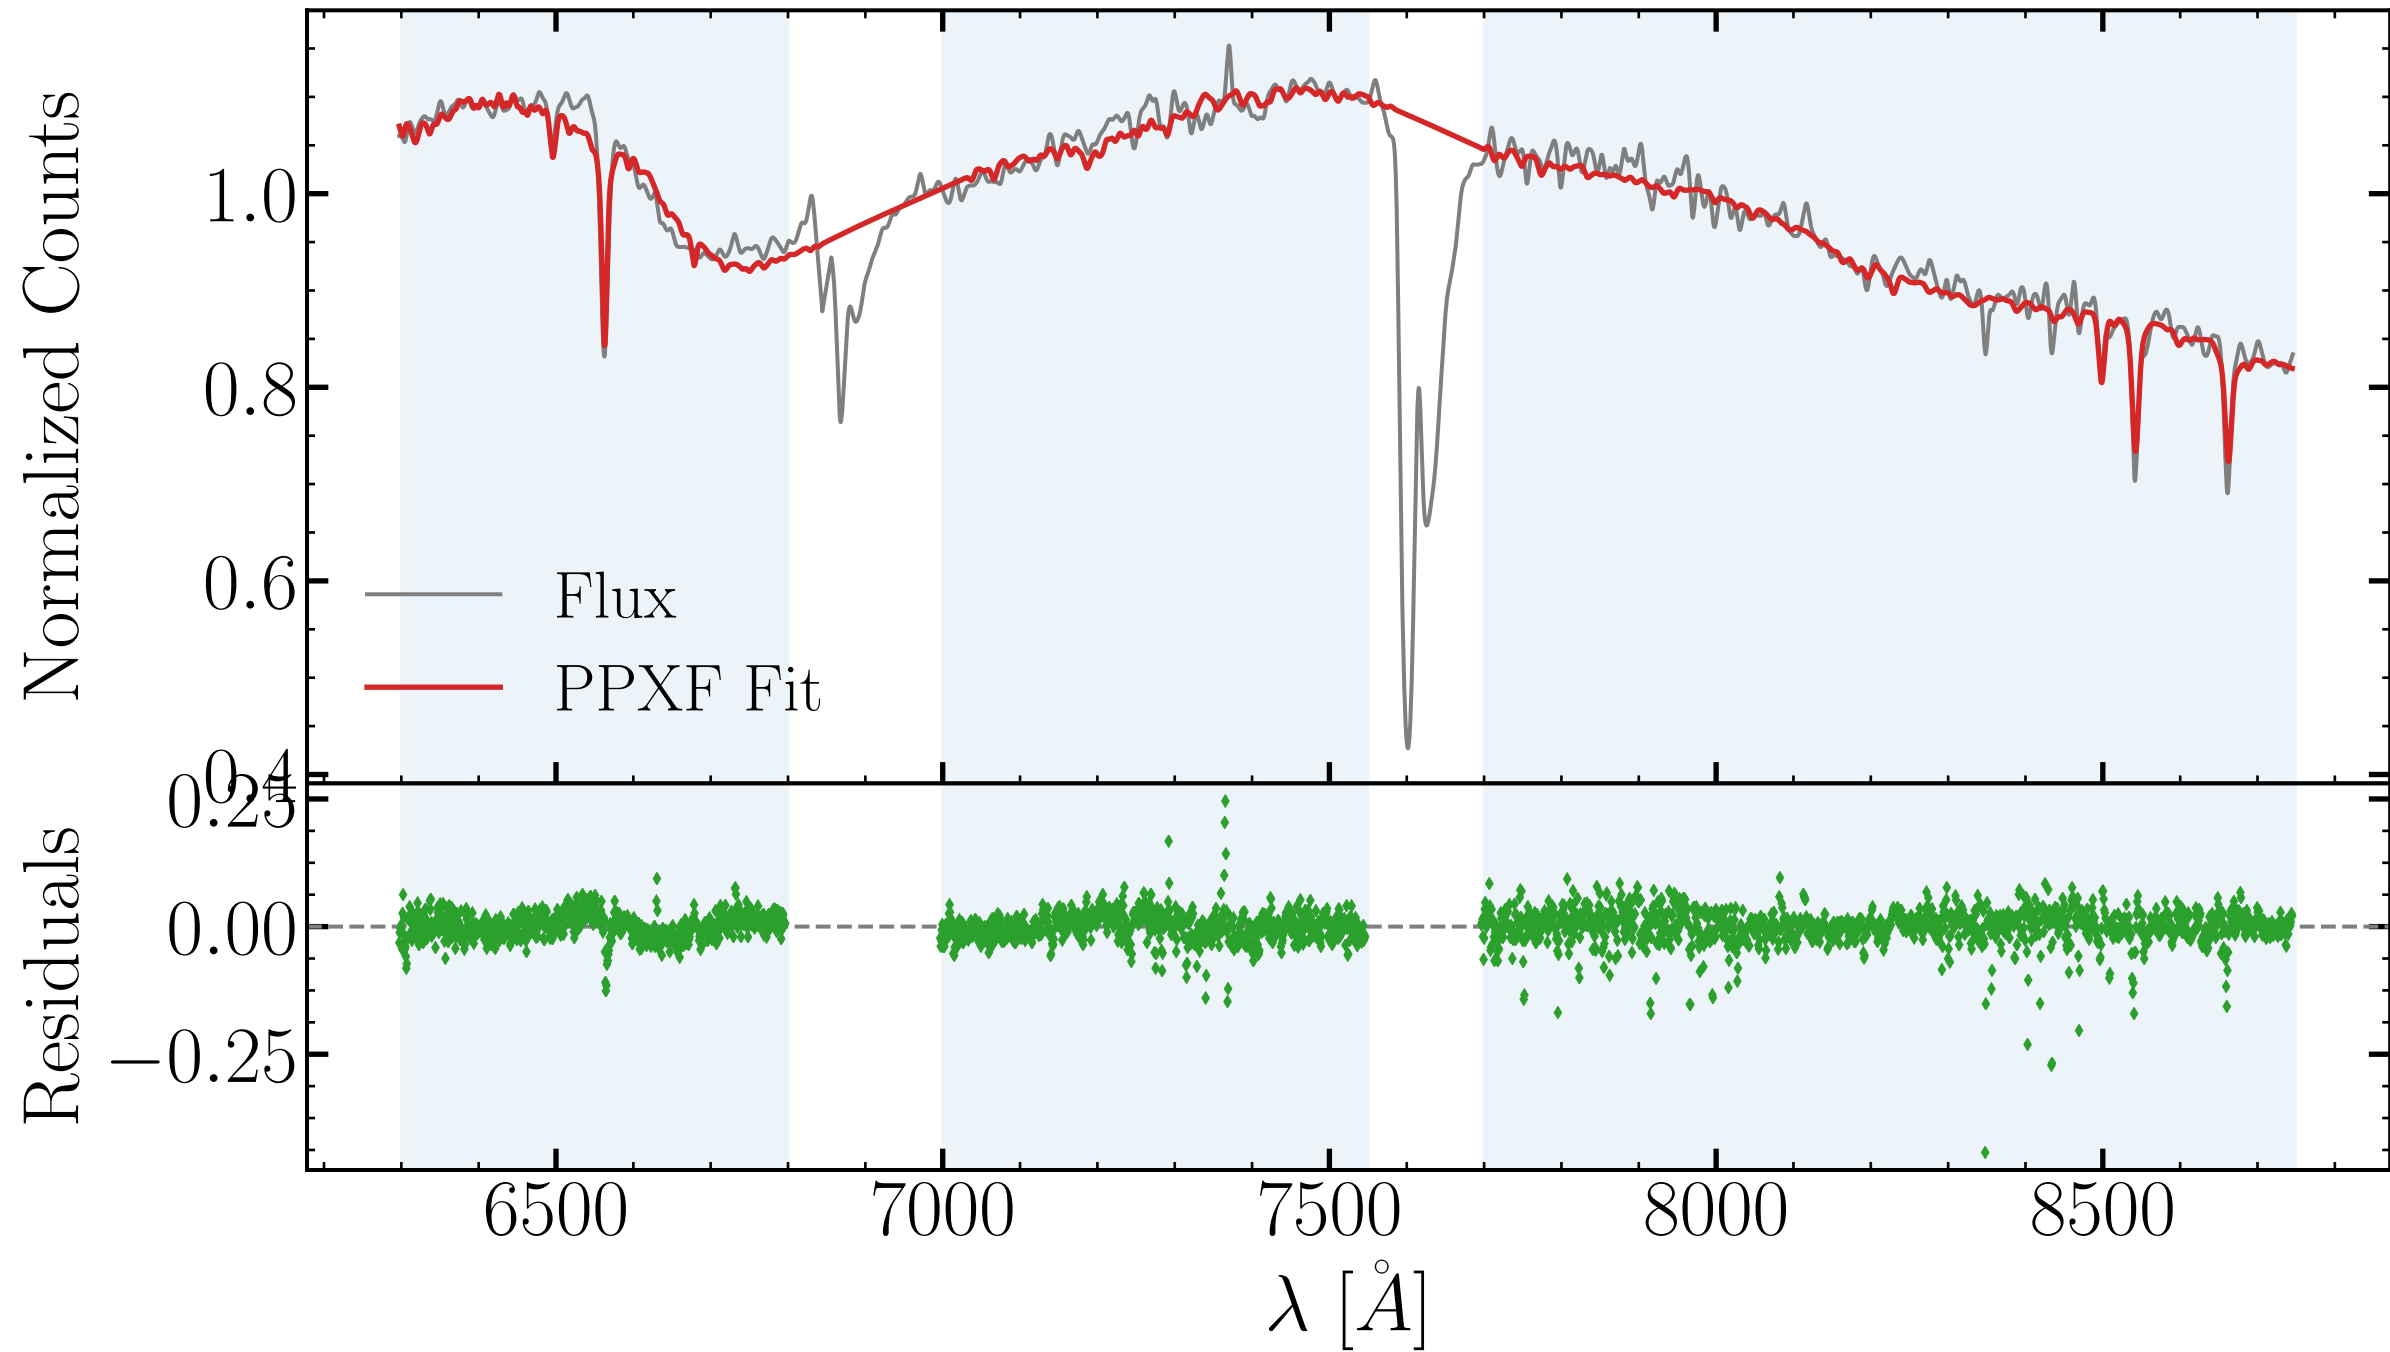 Normalized Counts
1.0
0.8
0.6
0.4
Flux
PPXF Fit
Residuals
0.25
0.00
−0.25
6500 7000 7500 8000 8500
λ [Å]